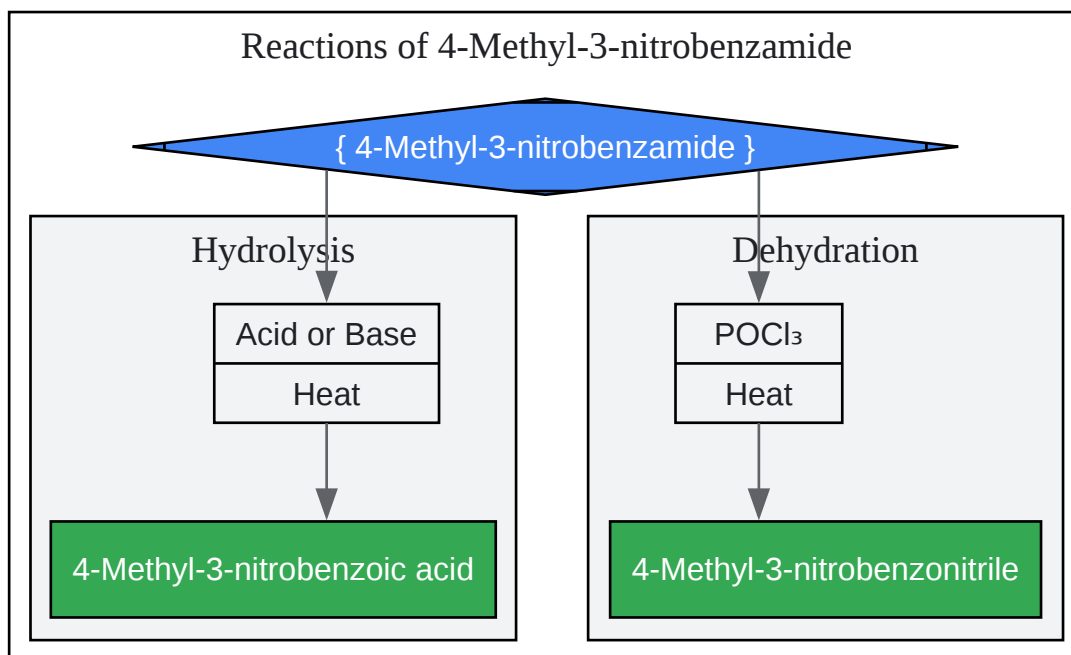 Reactions of 4-Methyl-3-nitrobenzamide
{ 4-Methyl-3-nitrobenzamide }
Hydrolysis
Acid or Base
Heat
4-Methyl-3-nitrobenzoic acid
Dehydration
POCl₃
Heat
4-Methyl-3-nitrobenzonitrile